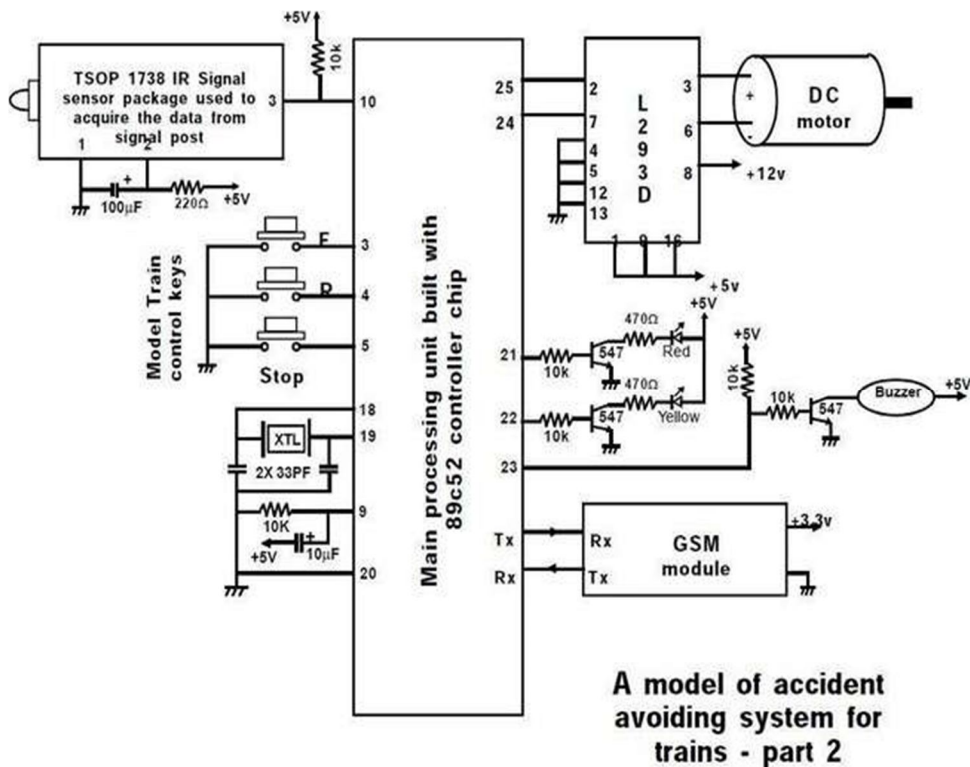 +5V
10k
TSOP 1738 IR Signal
sensor package used to
acquire the data from
signal post
3
1
2
+
100µF
220Ω
+5V
10
F
3
R
4
Stop
5
Model Train
control keys
18
19
XTL
2X 33PF
9
10K
+5V
+
10µF
20
Main processing unit built with
89c52 controller chip
25
24
21
22
23
Tx
Rx
2
7
4
5
12
13
L
2
9
3
D
3
6
8
1
9
16
+
-
DC
motor
+12v
+5v
10k
547
470Ω
Red
+5V
10k
547
470Ω
Yellow
+5V
10k
10k
547
Buzzer
+5V
Rx
Tx
GSM
module
+3.3v
A model of accident
avoiding system for
trains - part 2